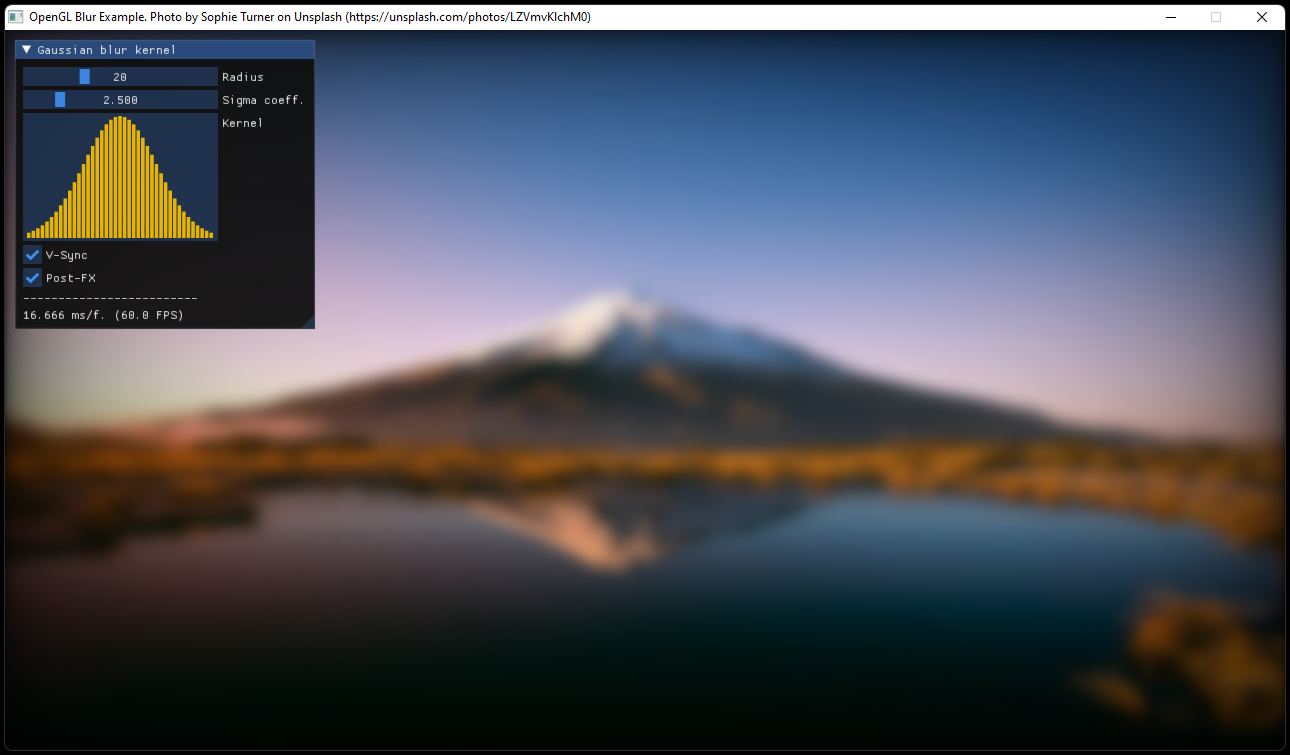 OpenGL Blur Example. Photo by Sophie Turner on Unsplash (https://unsplash.com/photos/LZVmvKlchM0)
Gaussian blur kernel
20 Radius
2.500 Sigma coeff.
Kernel
V-Sync
Post-FX
-------------------------
16.666 ms/f. (60.0 FPS)